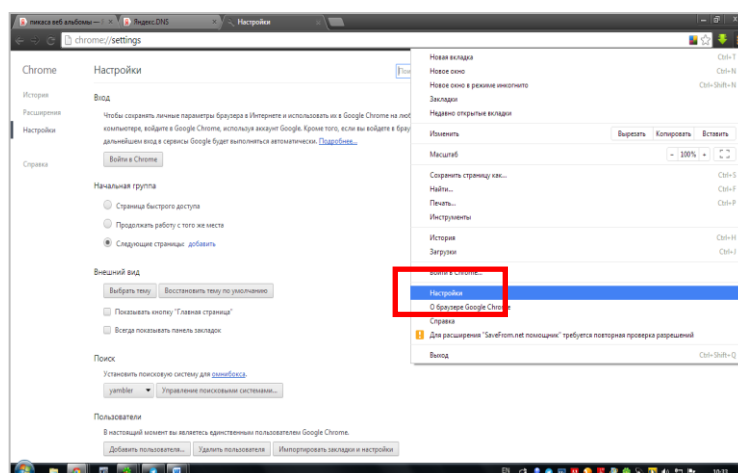 пикаса веб альбомы — Яндекс.DNS Настройки
chrome://settings
Chrome
История
Расширения
Настройки
Справка
Настройки
Вход
Чтобы сохранять личные параметры браузера в Интернете и использовать их в Google Chrome на
компьютере, войдите в Google Chrome, используя аккаунт Google. Кроме того, если вы войдете в
дальнейшем вход в сервисы Google будет выполняться автоматически. Подробнее...
Войти в Chrome
Начальная группа
Страница быстрого доступа
Продолжать работу с того же места
Следующие страницы: добавить
Внешний вид
Выбрать тему Восстановить тему по умолчанию
Показывать кнопку "Главная страница"
Всегда показывать панель закладок
Поиск
Установить поисковую систему для омнибокса.
yambler Управление поисковыми системами...
Пользователи
В настоящий момент вы являетесь единственным пользователем Google Chrome.
Добавить пользователя... Удалить пользователя Импортировать закладки и настройки
Новая вкладка Ctrl+T
Новое окно Ctrl+N
Новое окно в режиме инкогнито Ctrl+Shift+N
Закладки
Недавно открытые вкладки
Изменить Вырезать Копировать Вставить
Масштаб - 100% +
Сохранить страницу как... Ctrl+S
Найти... Ctrl+F
Печать... Ctrl+P
Инструменты
История Ctrl+H
Загрузки Ctrl+J
Войти в Chrome...
Настройки
О браузере Google Chrome
Справка
Для расширения "SaveFrom.net помощник" требуется повторная проверка разрешений
Выход Ctrl+Shift+Q
10:33